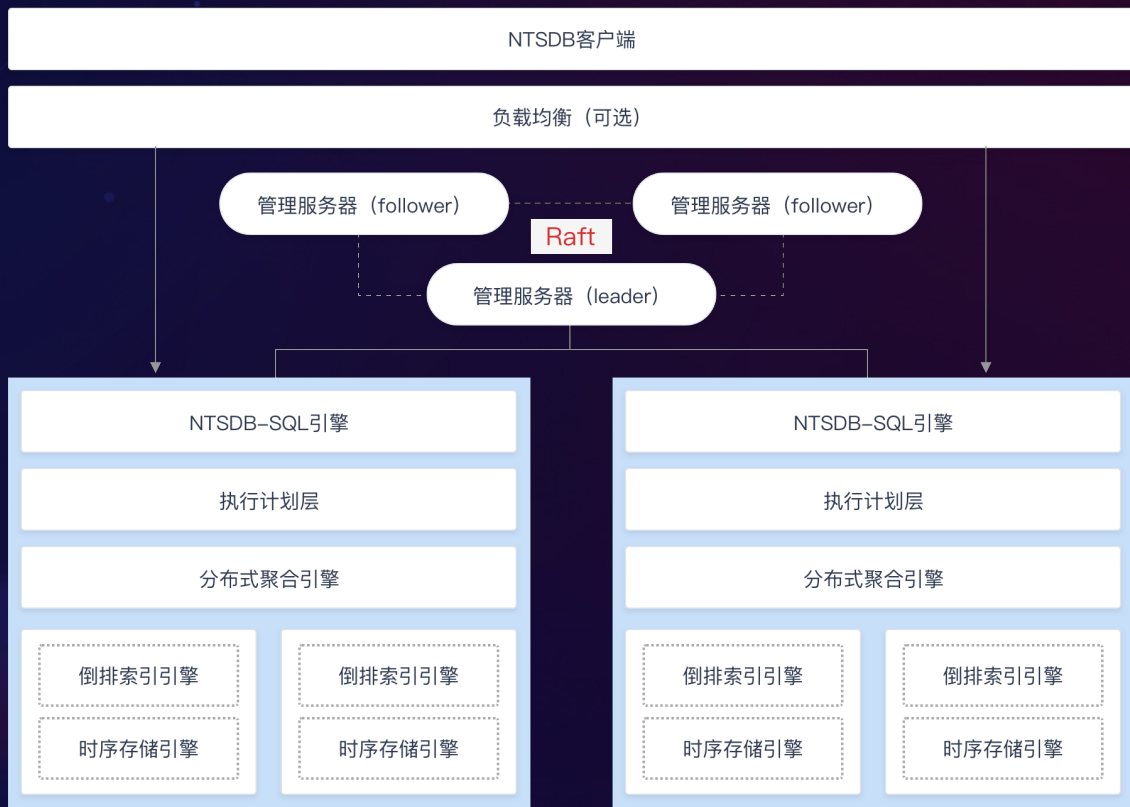 NTSDB客户端
负载均衡（可选）
管理服务器（follower）
管理服务器（follower）
Raft
管理服务器（leader）
NTSDB-SQL引擎
NTSDB-SQL引擎
执行计划层
执行计划层
分布式聚合引擎
分布式聚合引擎
倒排索引引擎
倒排索引引擎
倒排索引引擎
倒排索引引擎
时序存储引擎
时序存储引擎
时序存储引擎
时序存储引擎